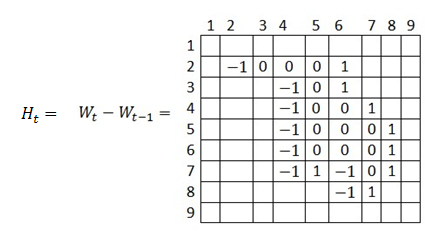 1 2 3 4 5 6 7 8 9
1
2 −1 0 0 0 1
3 −1 0 1
H_t = W_t − W_{t−1} = 4 −1 0 0 1
5 −1 0 0 0 1
6 −1 0 0 0 1
7 −1 1 −1 0 1
8 −1 1
9